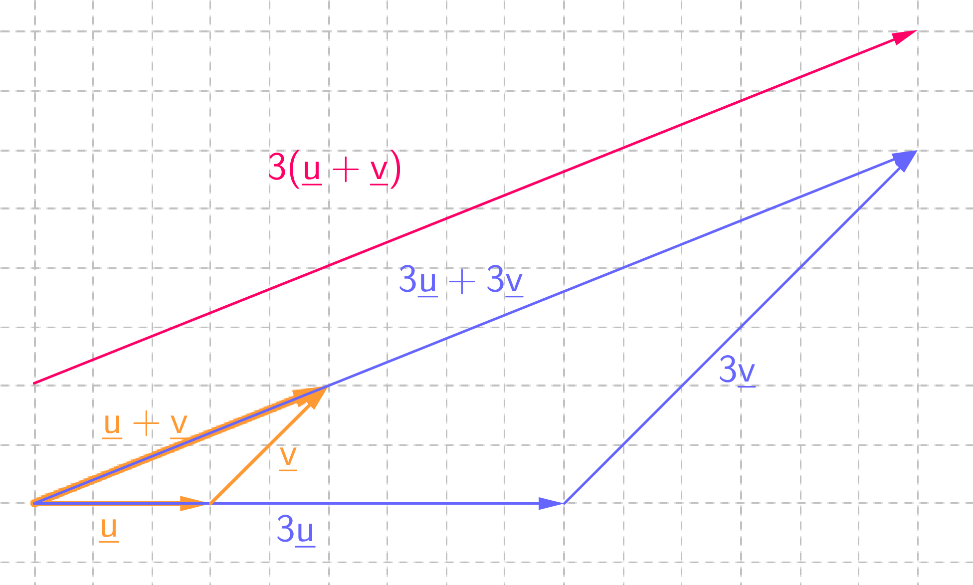 3(u + v)
3u + 3v
3v
u + v
v
u
3u